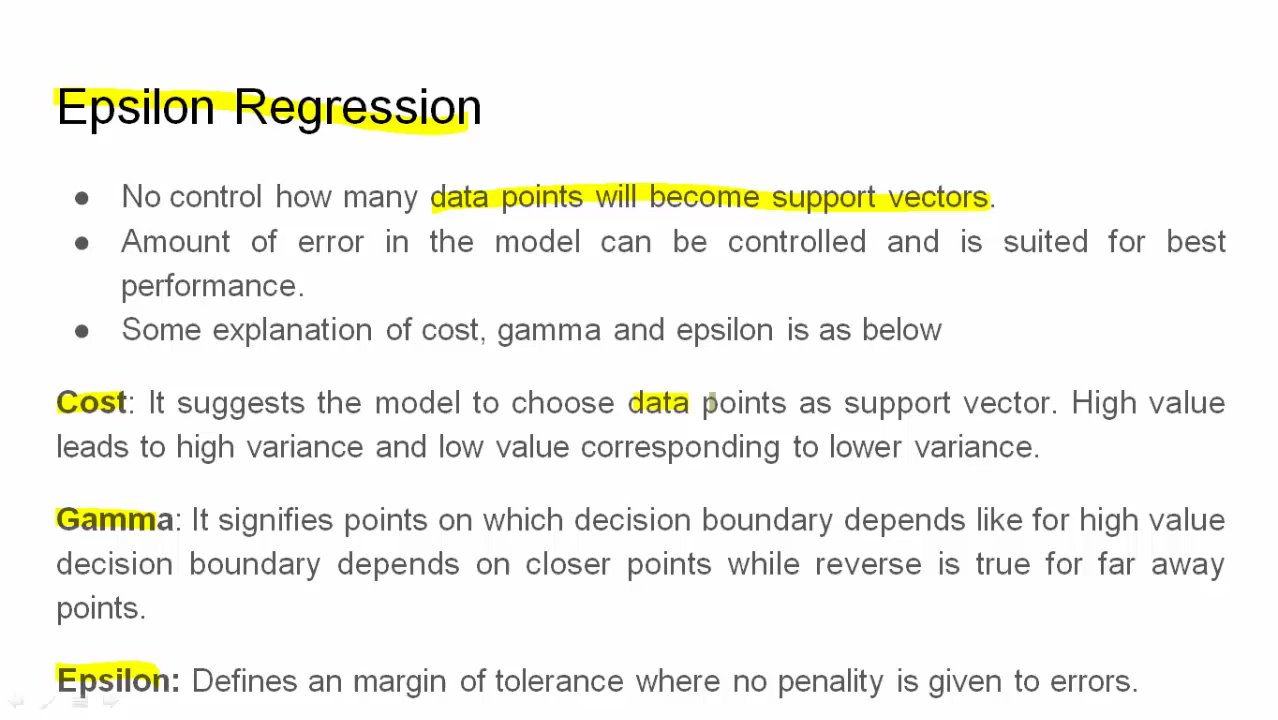 Epsilon Regression
● No control how many data points will become support vectors.
● Amount of error in the model can be controlled and is suited for best
performance.
● Some explanation of cost, gamma and epsilon is as below
Cost: It suggests the model to choose data points as support vector. High value
leads to high variance and low value corresponding to lower variance.
Gamma: It signifies points on which decision boundary depends like for high value
decision boundary depends on closer points while reverse is true for far away
points.
Epsilon: Defines an margin of tolerance where no penality is given to errors.